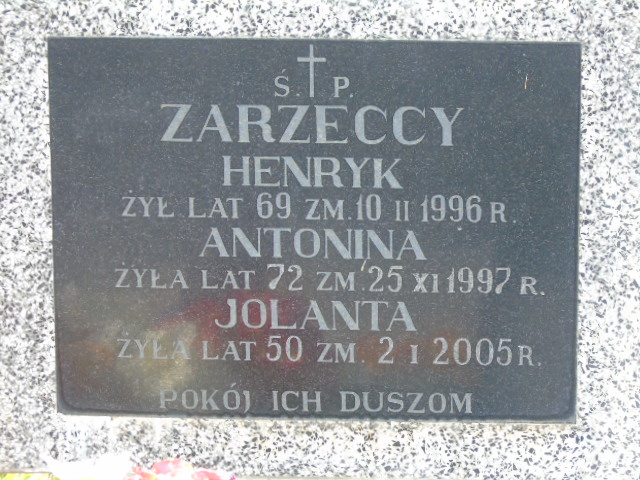 Ś. P.
ZARZECCY
HENRYK
ŻYŁ LAT 69 ZM. 10 II 1996 R.
ANTONINA
ŻYŁA LAT 72 ZM. 25 XI 1997 R.
JOLANTA
ŻYŁA LAT 50 ZM. 2 I 2005 R.
POKÓJ ICH DUSZOM